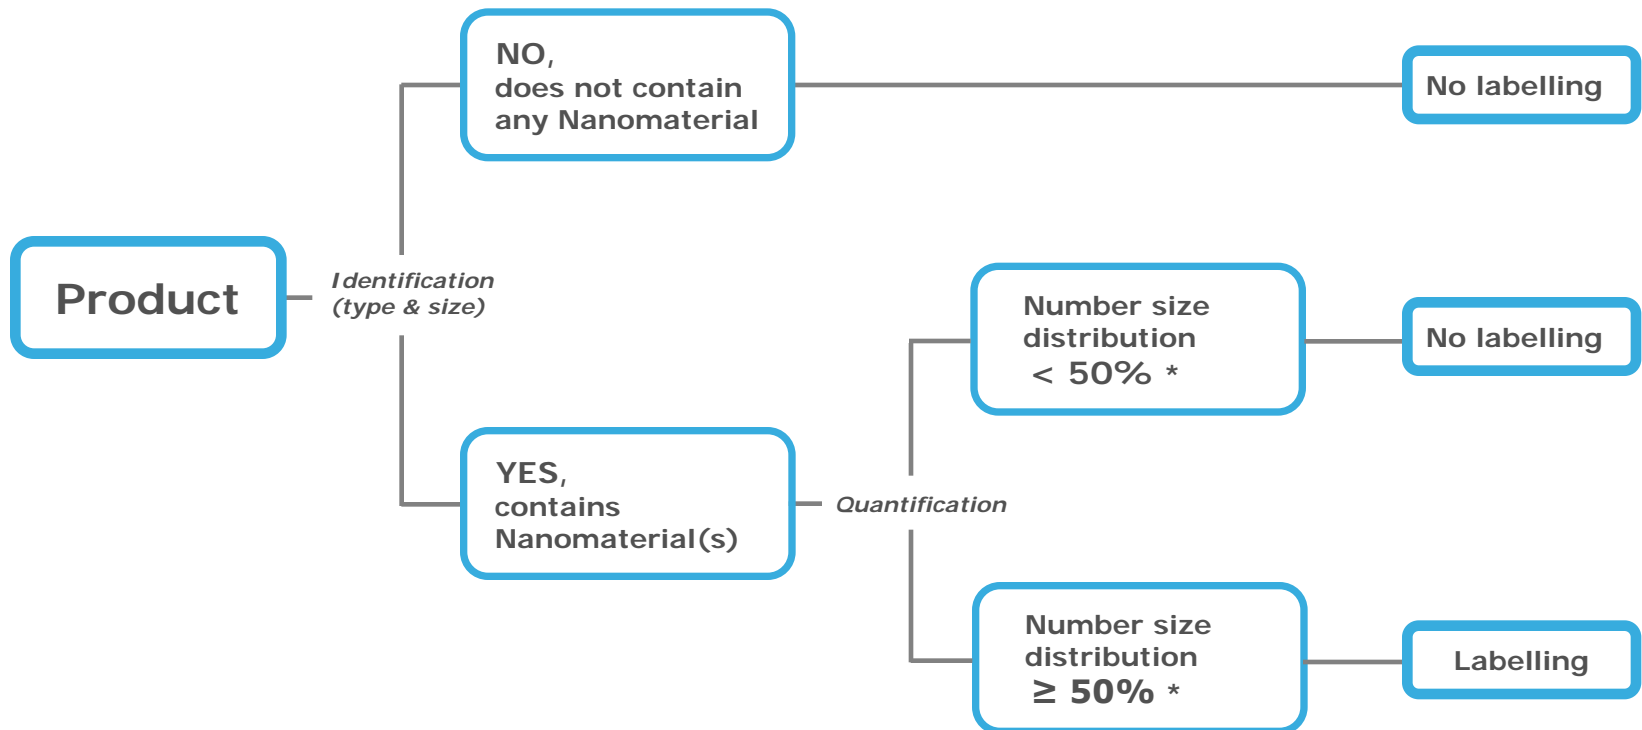 NO,
does not contain
any Nanomaterial
No labelling
Product
Identification
(type & size)
Number size
distribution
< 50% *
No labelling
YES,
contains
Nanomaterial(s)
Quantification
Number size
distribution
≥ 50% *
Labelling